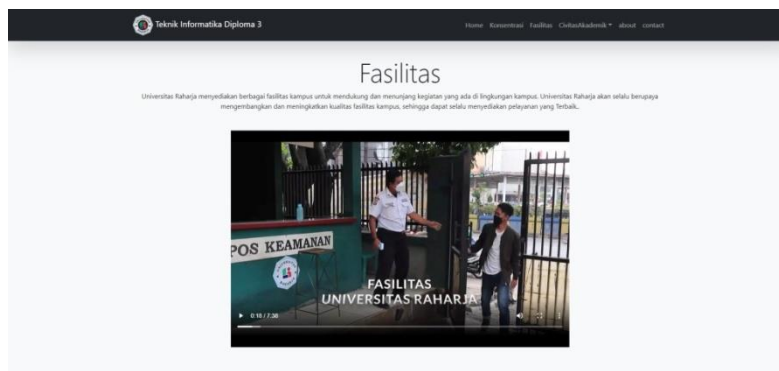 Teknik Informatika Diploma 3
Home Konsentrasi Fasilitas CivitasAkademik about contact
Fasilitas
Universitas Raharja menyediakan berbagai fasilitas kampus untuk mendukung dan menunjang kegiatan yang ada di lingkungan kampus. Universitas Raharja akan selalu berupaya
mengembangkan dan meningkatkan kualitas fasilitas kampus, sehingga dapat selalu menyediakan pelayanan yang Terbaik.
POS KEAMANAN
FASILITAS
UNIVERSITAS RAHARJA
0:18 / 7:38